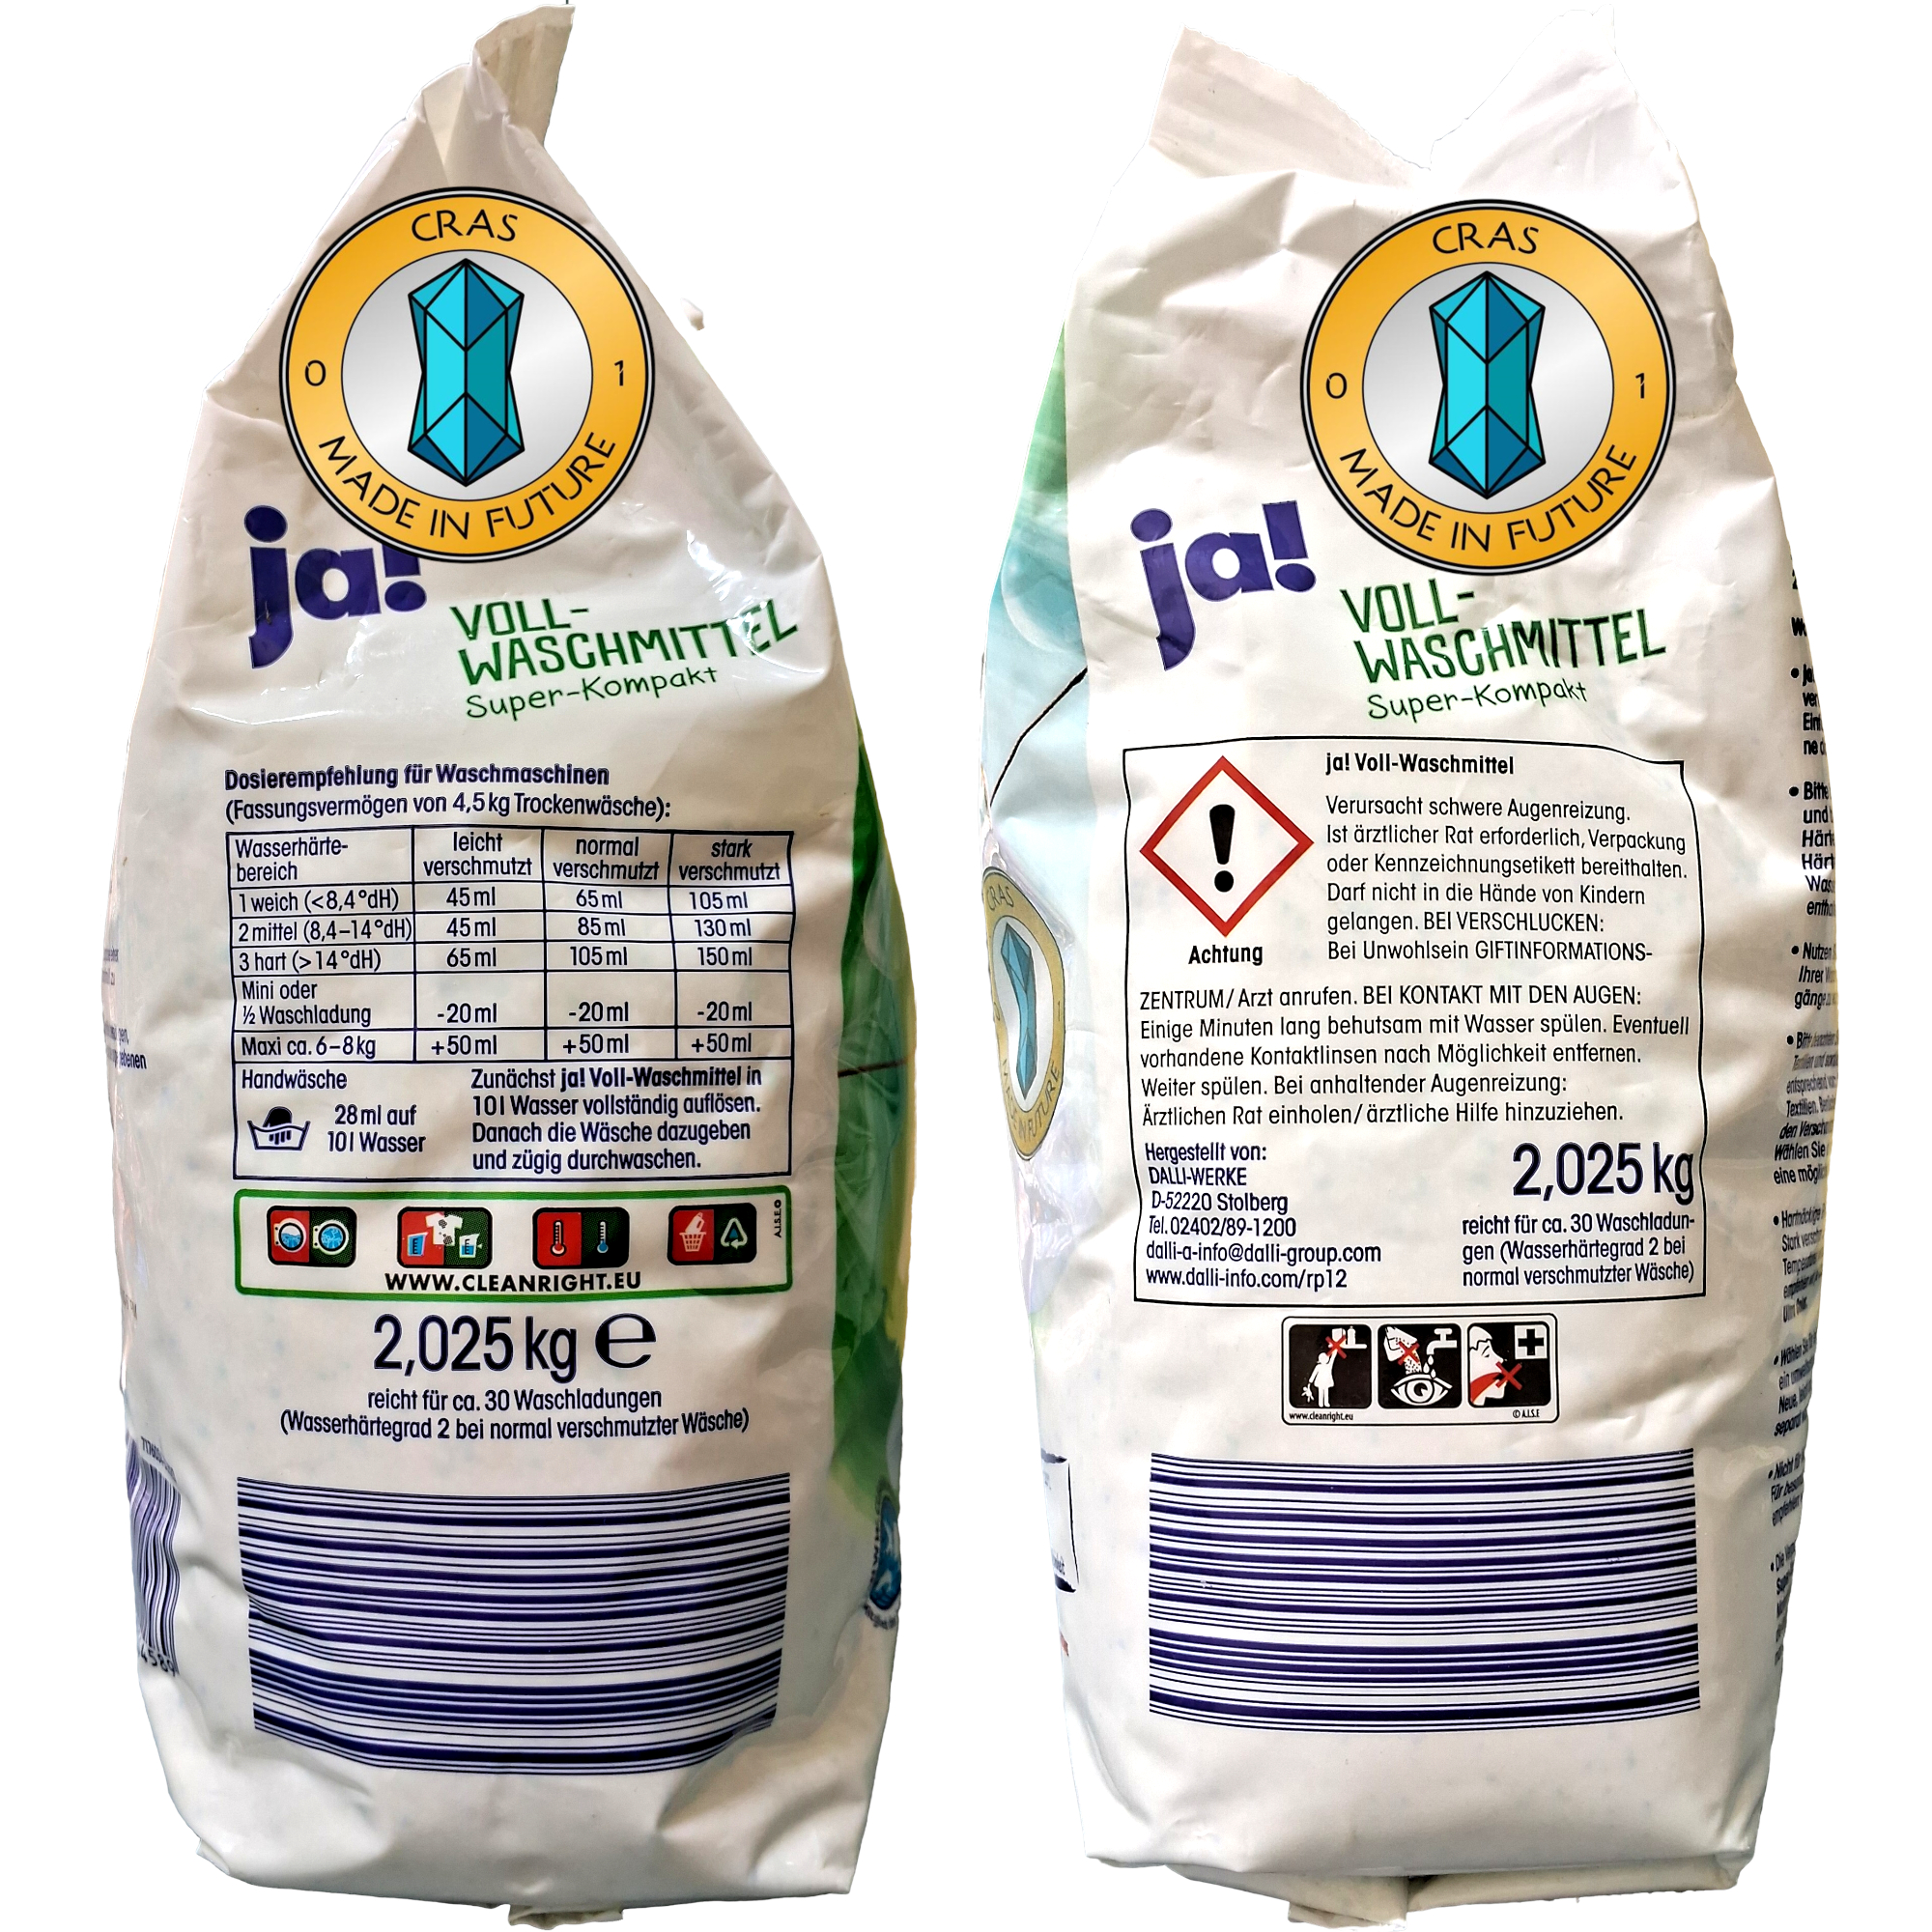 CRAS
0 1
MADE IN FUTURE
ja!
VOLL-
WASCHMITTEL
Super-Kompakt
Dosierempfehlung für Waschmaschinen
(Fassungsvermögen von 4,5 kg Trockenwäsche):
Wasserhärte-
bereich
leicht
verschmutzt
normal
verschmutzt
stark
verschmutzt
1 weich (<8,4 °dH) 45 ml 65 ml 105 ml
2 mittel (8,4–14 °dH) 45 ml 85 ml 130 ml
3 hart (>14 °dH) 65 ml 105 ml 150 ml
Mini oder
½ Waschladung -20 ml -20 ml -20 ml
Maxi ca. 6–8 kg +50 ml +50 ml +50 ml
Handwäsche
28 ml auf
10 l Wasser
Zunächst ja! Voll-Waschmittel in
10 l Wasser vollständig auflösen.
Danach die Wäsche dazugeben
und zügig durchwaschen.
A.I.S.E.©
WWW.CLEANRIGHT.EU
2,025 kg e
reicht für ca. 30 Waschladungen
(Wasserhärtegrad 2 bei normal verschmutzter Wäsche)
CRAS
0 1
MADE IN FUTURE
ja!
VOLL-
WASCHMITTEL
Super-Kompakt
ja! Voll-Waschmittel
Verursacht schwere Augenreizung.
Ist ärztlicher Rat erforderlich, Verpackung
oder Kennzeichnungsetikett bereithalten.
Darf nicht in die Hände von Kindern
gelangen. BEI VERSCHLUCKEN:
Bei Unwohlsein GIFTINFORMATIONS-
Achtung
ZENTRUM/Arzt anrufen. BEI KONTAKT MIT DEN AUGEN:
Einige Minuten lang behutsam mit Wasser spülen. Eventuell
vorhandene Kontaktlinsen nach Möglichkeit entfernen.
Weiter spülen. Bei anhaltender Augenreizung:
Ärztlichen Rat einholen/ärztliche Hilfe hinzuziehen.
Hergestellt von:
DALLI-WERKE
D-52220 Stolberg
Tel. 02402/89-1200
dalli-a-info@dalli-group.com
www.dalli-info.com/rp12
2,025 kg
reicht für ca. 30 Waschladun-
gen (Wasserhärtegrad 2 bei
normal verschmutzter Wäsche)
www.cleanright.eu © A.I.S.E